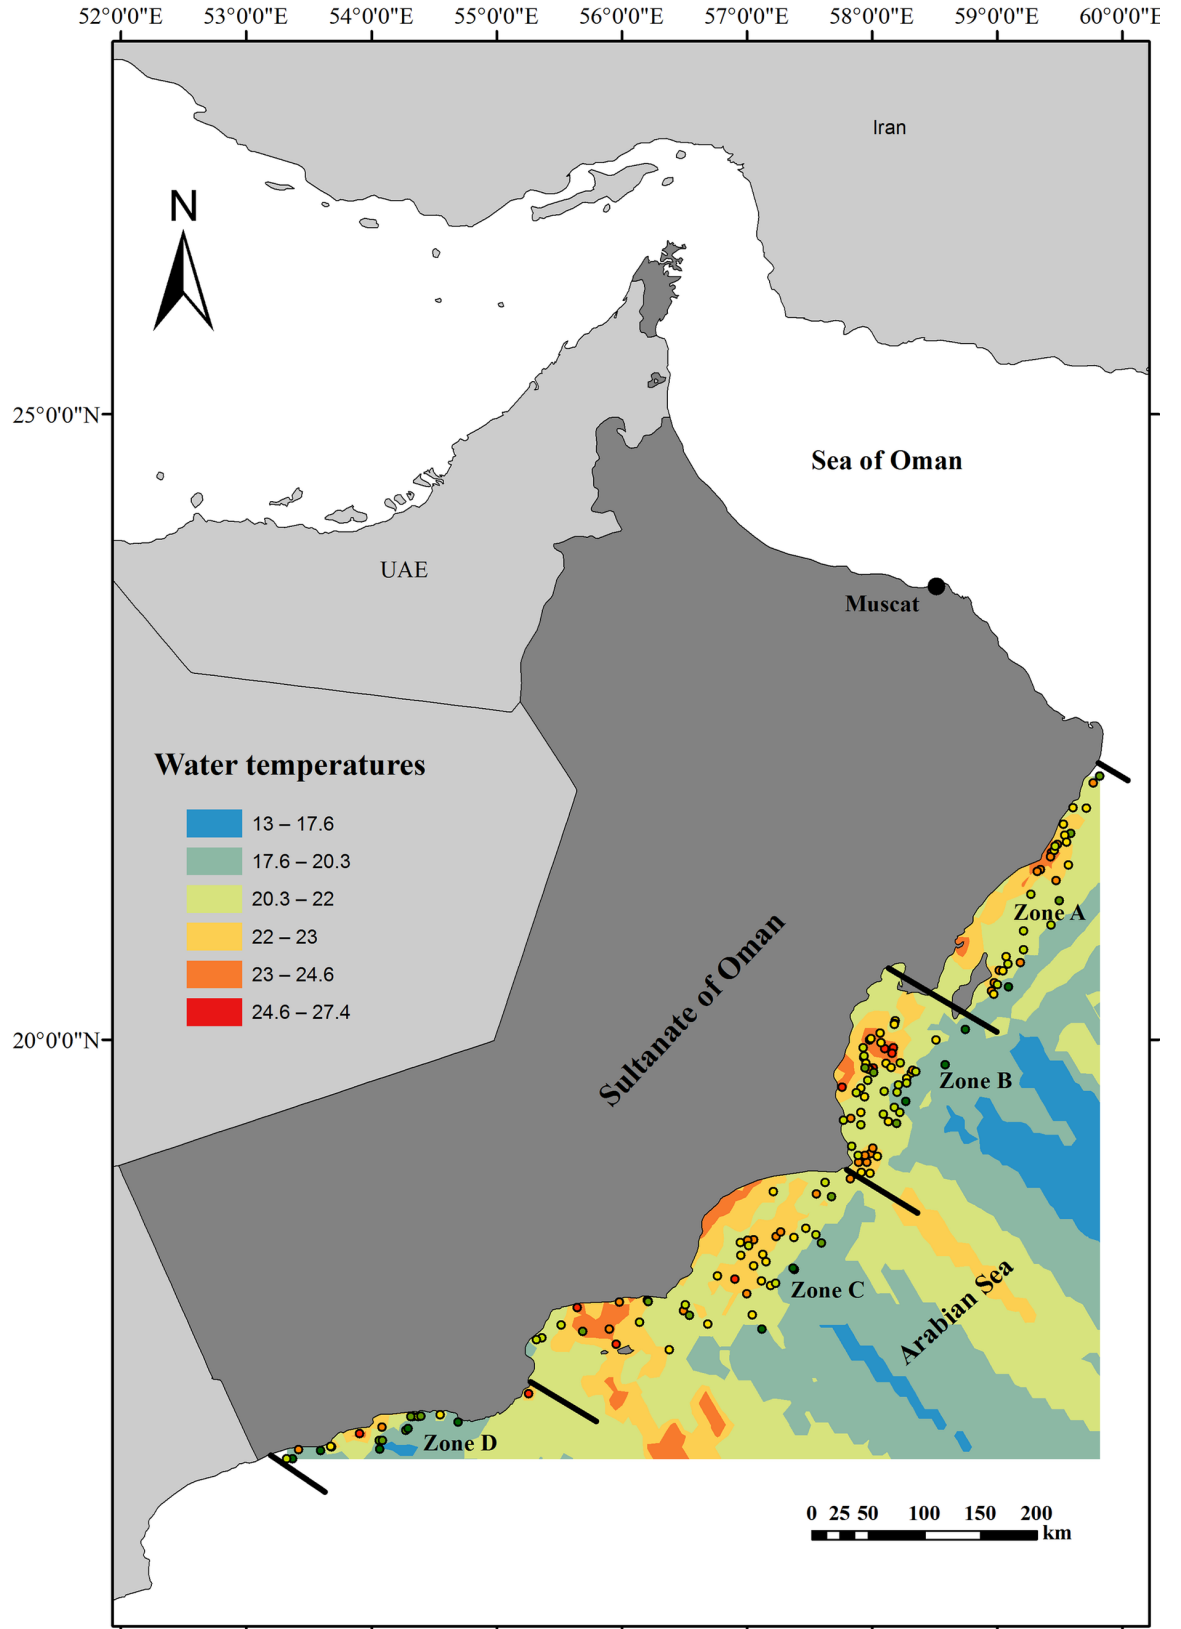 52°0'0"E 53°0'0"E 54°0'0"E 55°0'0"E 56°0'0"E 57°0'0"E 58°0'0"E 59°0'0"E 60°0'0"E
Iran
N
25°0'0"N
Sea of Oman
UAE
Muscat
Water temperatures
13 – 17.6
17.6 – 20.3
20.3 – 22
22 – 23
23 – 24.6
24.6 – 27.4
Zone A
Sultanate of Oman
20°0'0"N
Zone B
Zone C
Arabian Sea
Zone D
0 25 50 100 150 200
km